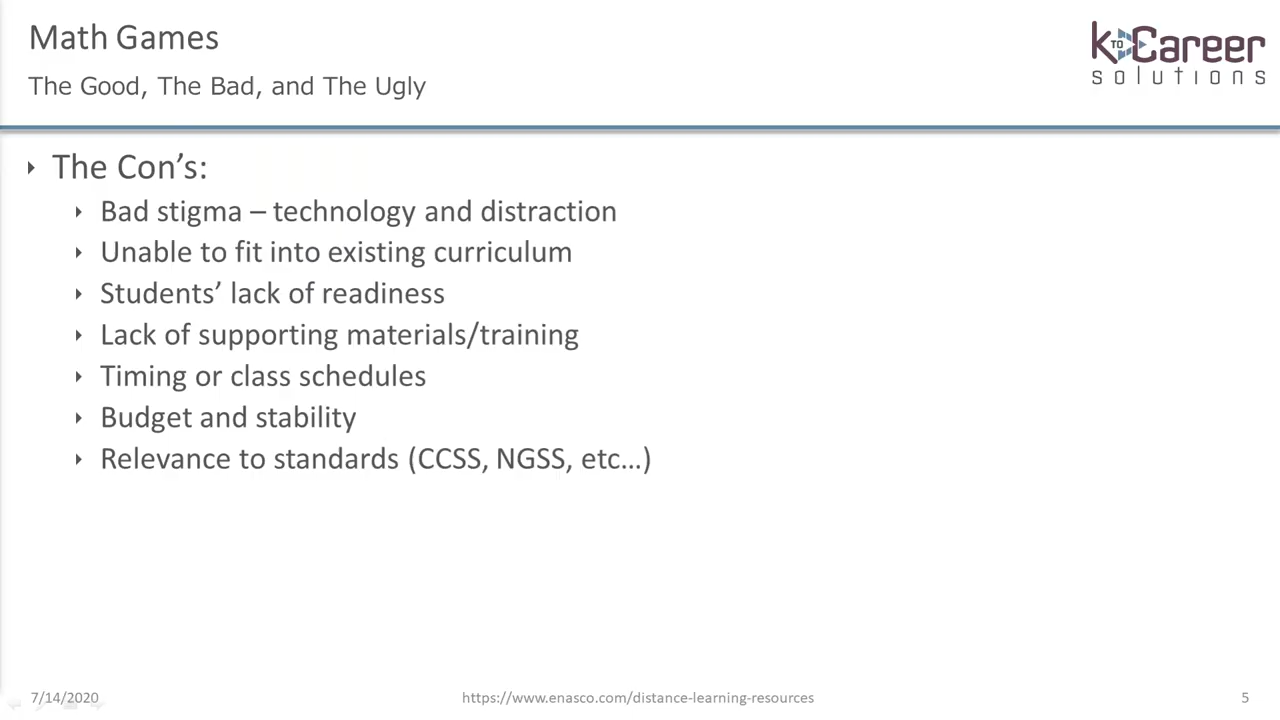 Math Games
The Good, The Bad, and The Ugly
K TO Career
solutions
The Con’s:
Bad stigma – technology and distraction
Unable to fit into existing curriculum
Students’ lack of readiness
Lack of supporting materials/training
Timing or class schedules
Budget and stability
Relevance to standards (CCSS, NGSS, etc…)
7/14/2020
https://www.enasco.com/distance-learning-resources
5